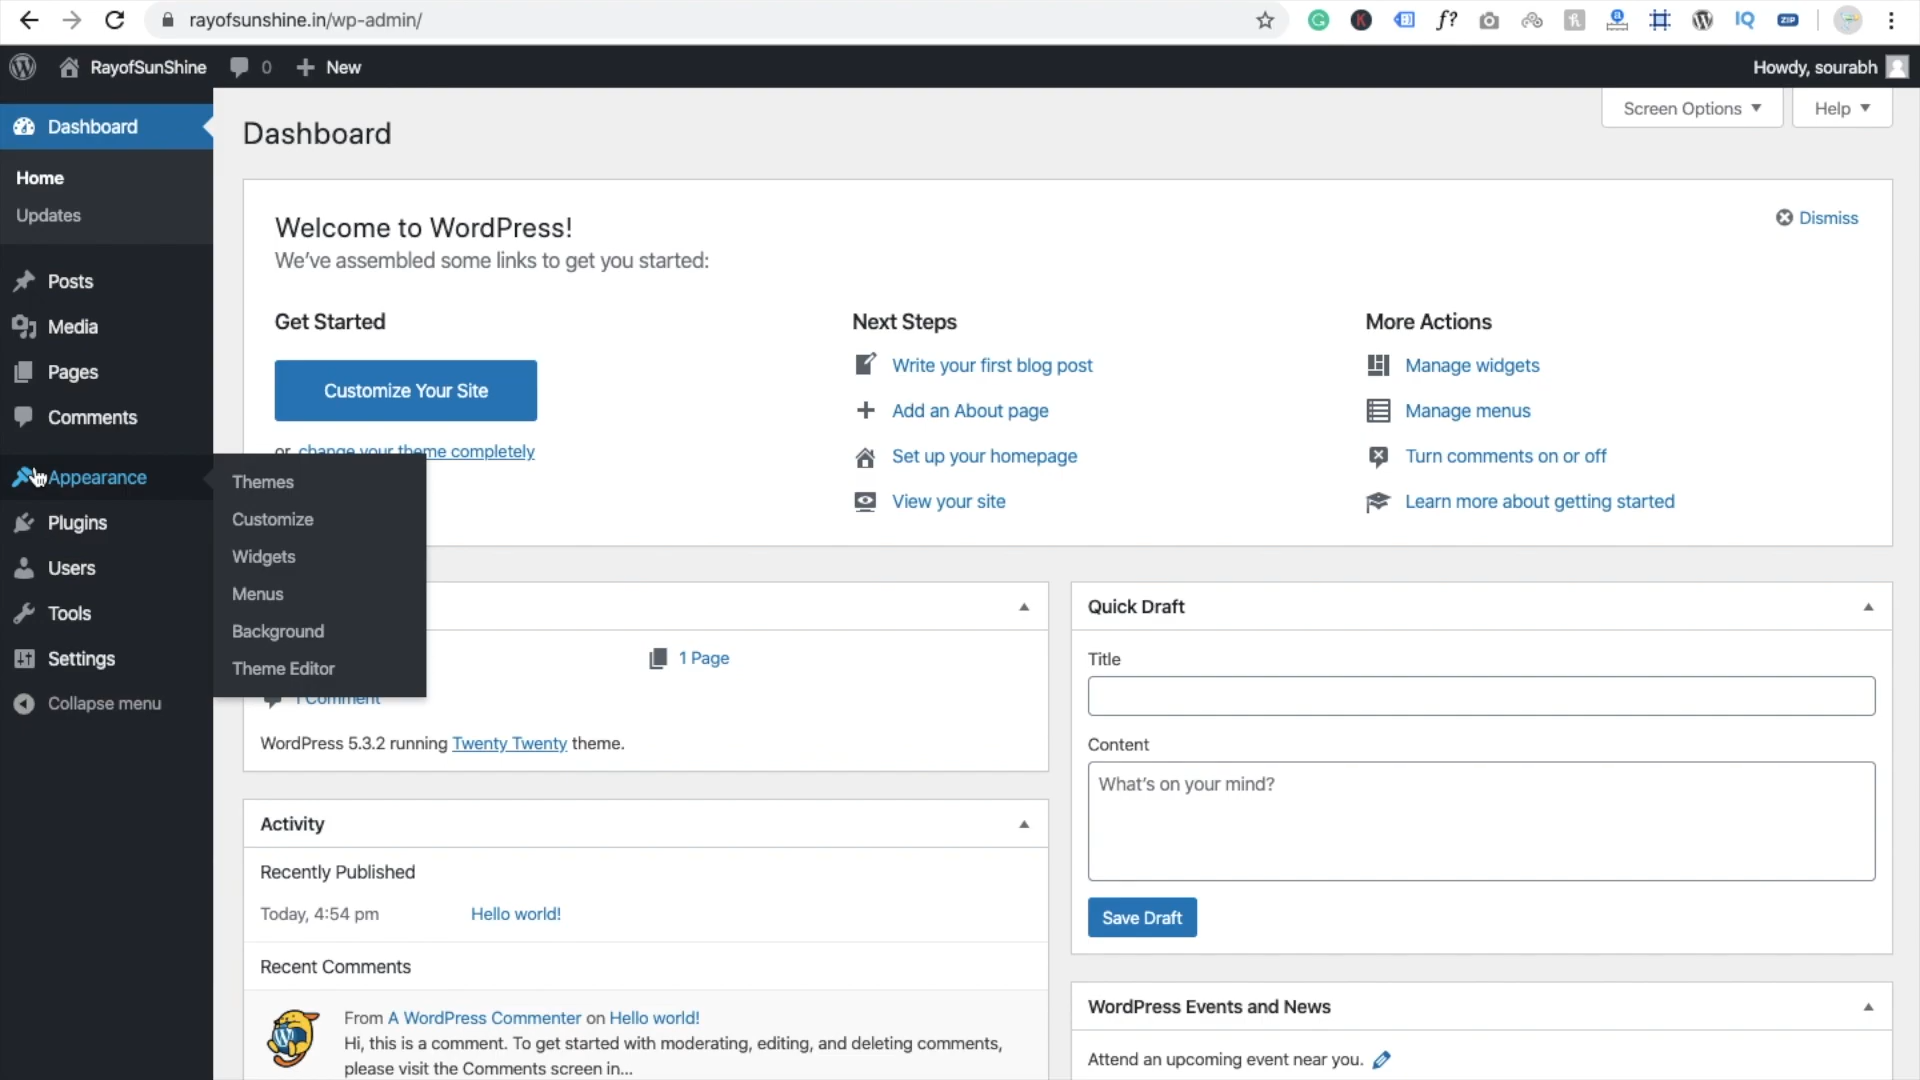 rayofsunshine.in/wp-admin/
RayofSunShine 0 New
Howdy, sourabh
Dashboard
Home
Updates
Posts
Media
Pages
Comments
Appearance
Plugins
Users
Tools
Settings
Collapse menu
Themes
Customize
Widgets
Menus
Background
Theme Editor
Dashboard
Screen Options
Help
Welcome to WordPress!
We've assembled some links to get you started:
Dismiss
Get Started
Customize Your Site
or, change your theme completely
Next Steps
Write your first blog post
Add an About page
Set up your homepage
View your site
More Actions
Manage widgets
Manage menus
Turn comments on or off
Learn more about getting started
1 Page
1 Comment
WordPress 5.3.2 running Twenty Twenty theme.
Activity
Recently Published
Today, 4:54 pm Hello world!
Recent Comments
From A WordPress Commenter on Hello world!
Hi, this is a comment. To get started with moderating, editing, and deleting comments,
please visit the Comments screen in...
Quick Draft
Title
Content
What's on your mind?
Save Draft
WordPress Events and News
Attend an upcoming event near you.